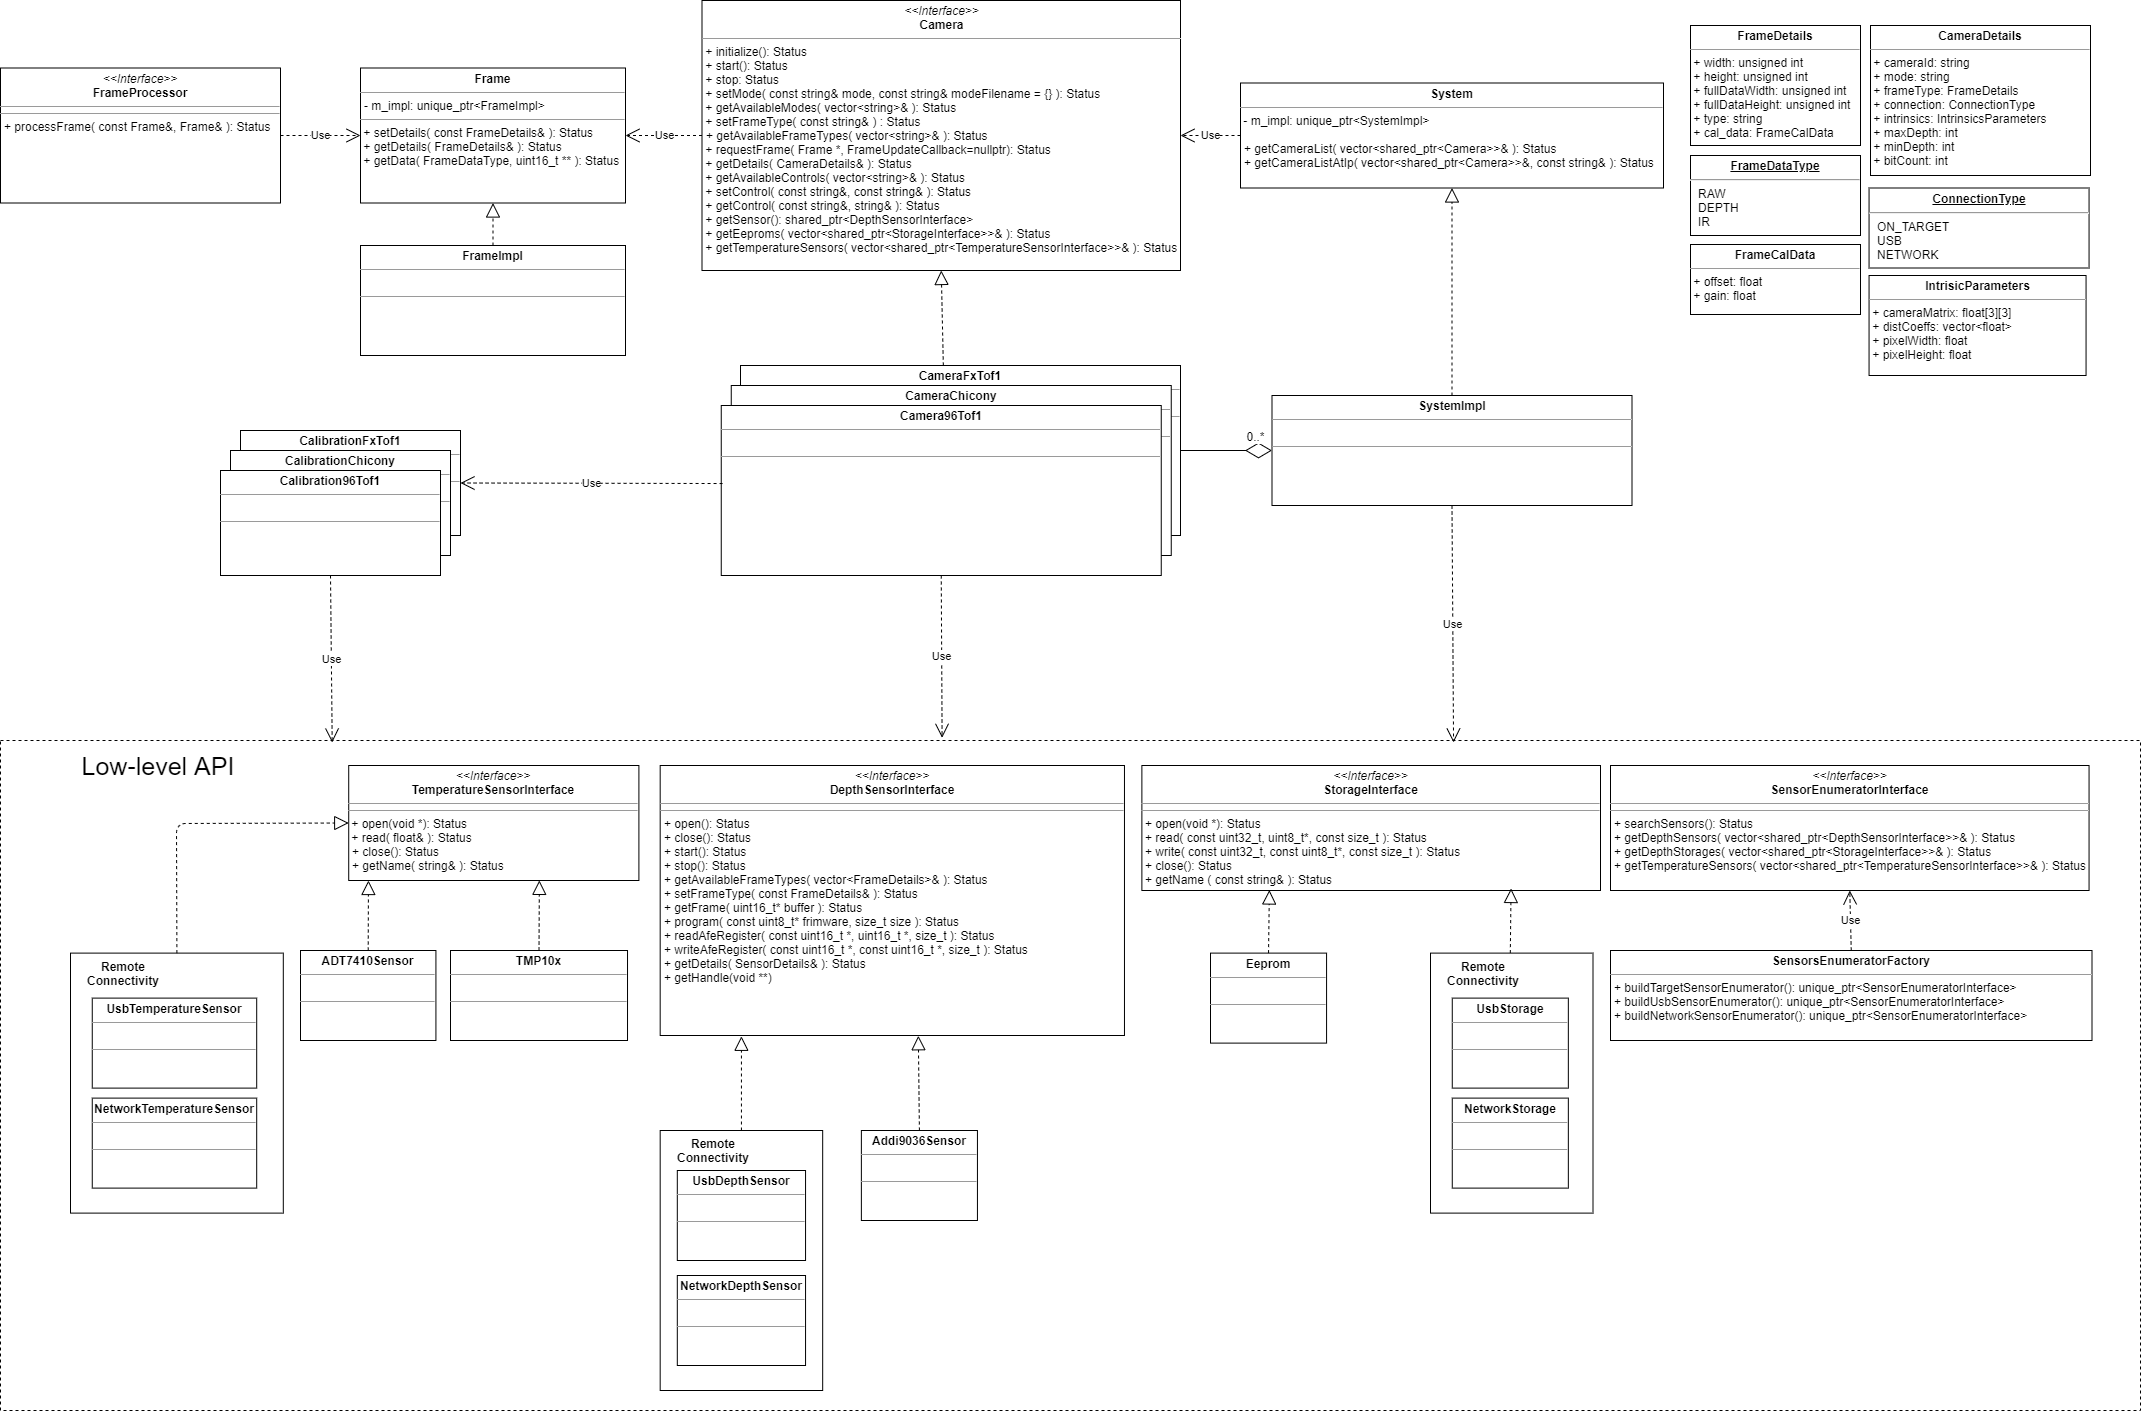 <<Interface>>
Camera
+ initialize(): Status
+ start(): Status
+ stop: Status
+ setMode( const string& mode, const string& modeFilename = {} ): Status
+ getAvailableModes( vector<string>& ): Status
+ setFrameType( const string& ) : Status
+ getAvailableFrameTypes( vector<string>& ): Status
+ requestFrame( Frame *, FrameUpdateCallback=nullptr): Status
+ getDetails( CameraDetails& ): Status
+ getAvailableControls( vector<string>& ): Status
+ setControl( const string&, const string& ): Status
+ getControl( const string&, string& ): Status
+ getSensor(): shared_ptr<DepthSensorInterface>
+ getEeproms( vector<shared_ptr<StorageInterface>>& ): Status
+ getTemperatureSensors( vector<shared_ptr<TemperatureSensorInterface>>& ): Status
<<Interface>>
FrameProcessor
+ processFrame( const Frame&, Frame& ): Status
Use
Frame
- m_impl: unique_ptr<FrameImpl>
+ setDetails( const FrameDetails& ): Status
+ getDetails( FrameDetails& ): Status
+ getData( FrameDataType, uint16_t ** ): Status
Use
FrameImpl
Use
System
- m_impl: unique_ptr<SystemImpl>
+ getCameraList( vector<shared_ptr<Camera>>& ): Status
+ getCameraListAtIp( vector<shared_ptr<Camera>>&, const string& ): Status
FrameDetails
+ width: unsigned int
+ height: unsigned int
+ fullDataWidth: unsigned int
+ fullDataHeight: unsigned int
+ type: string
+ cal_data: FrameCalData
CameraDetails
+ cameraId: string
+ mode: string
+ frameType: FrameDetails
+ connection: ConnectionType
+ intrinsics: IntrinsicsParameters
+ maxDepth: int
+ minDepth: int
+ bitCount: int
FrameDataType
RAW
DEPTH
IR
ConnectionType
ON_TARGET
USB
NETWORK
FrameCalData
+ offset: float
+ gain: float
IntrisicParameters
+ cameraMatrix: float[3][3]
+ distCoeffs: vector<float>
+ pixelWidth: float
+ pixelHeight: float
CameraFxTof1
CameraChicony
Camera96Tof1
0..*
SystemImpl
CalibrationFxTof1
CalibrationChicony
Calibration96Tof1
Use
Use
Use
Use
Low-level API
<<Interface>>
TemperatureSensorInterface
+ open(void *): Status
+ read( float& ): Status
+ close(): Status
+ getName( string& ): Status
<<Interface>>
DepthSensorInterface
+ open(): Status
+ close(): Status
+ start(): Status
+ stop(): Status
+ getAvailableFrameTypes( vector<FrameDetails>& ): Status
+ setFrameType( const FrameDetails& ): Status
+ getFrame( uint16_t* buffer ): Status
+ program( const uint8_t* frimware, size_t size ): Status
+ readAfeRegister( const uint16_t *, uint16_t *, size_t ): Status
+ writeAfeRegister( const uint16_t *, const uint16_t *, size_t ): Status
+ getDetails( SensorDetails& ): Status
+ getHandle(void **)
<<Interface>>
StorageInterface
+ open(void *): Status
+ read( const uint32_t, uint8_t*, const size_t ): Status
+ write( const uint32_t, const uint8_t*, const size_t ): Status
+ close(): Status
+ getName ( const string& ): Status
<<Interface>>
SensorEnumeratorInterface
+ searchSensors(): Status
+ getDepthSensors( vector<shared_ptr<DepthSensorInterface>>& ): Status
+ getDepthStorages( vector<shared_ptr<StorageInterface>>& ): Status
+ getTemperatureSensors( vector<shared_ptr<TemperatureSensorInterface>>& ): Status
Use
SensorsEnumeratorFactory
+ buildTargetSensorEnumerator(): unique_ptr<SensorEnumeratorInterface>
+ buildUsbSensorEnumerator(): unique_ptr<SensorEnumeratorInterface>
+ buildNetworkSensorEnumerator(): unique_ptr<SensorEnumeratorInterface>
Remote
Connectivity
UsbTemperatureSensor
NetworkTemperatureSensor
ADT7410Sensor
TMP10x
Remote
Connectivity
UsbDepthSensor
NetworkDepthSensor
Addi9036Sensor
Eeprom
Remote
Connectivity
UsbStorage
NetworkStorage